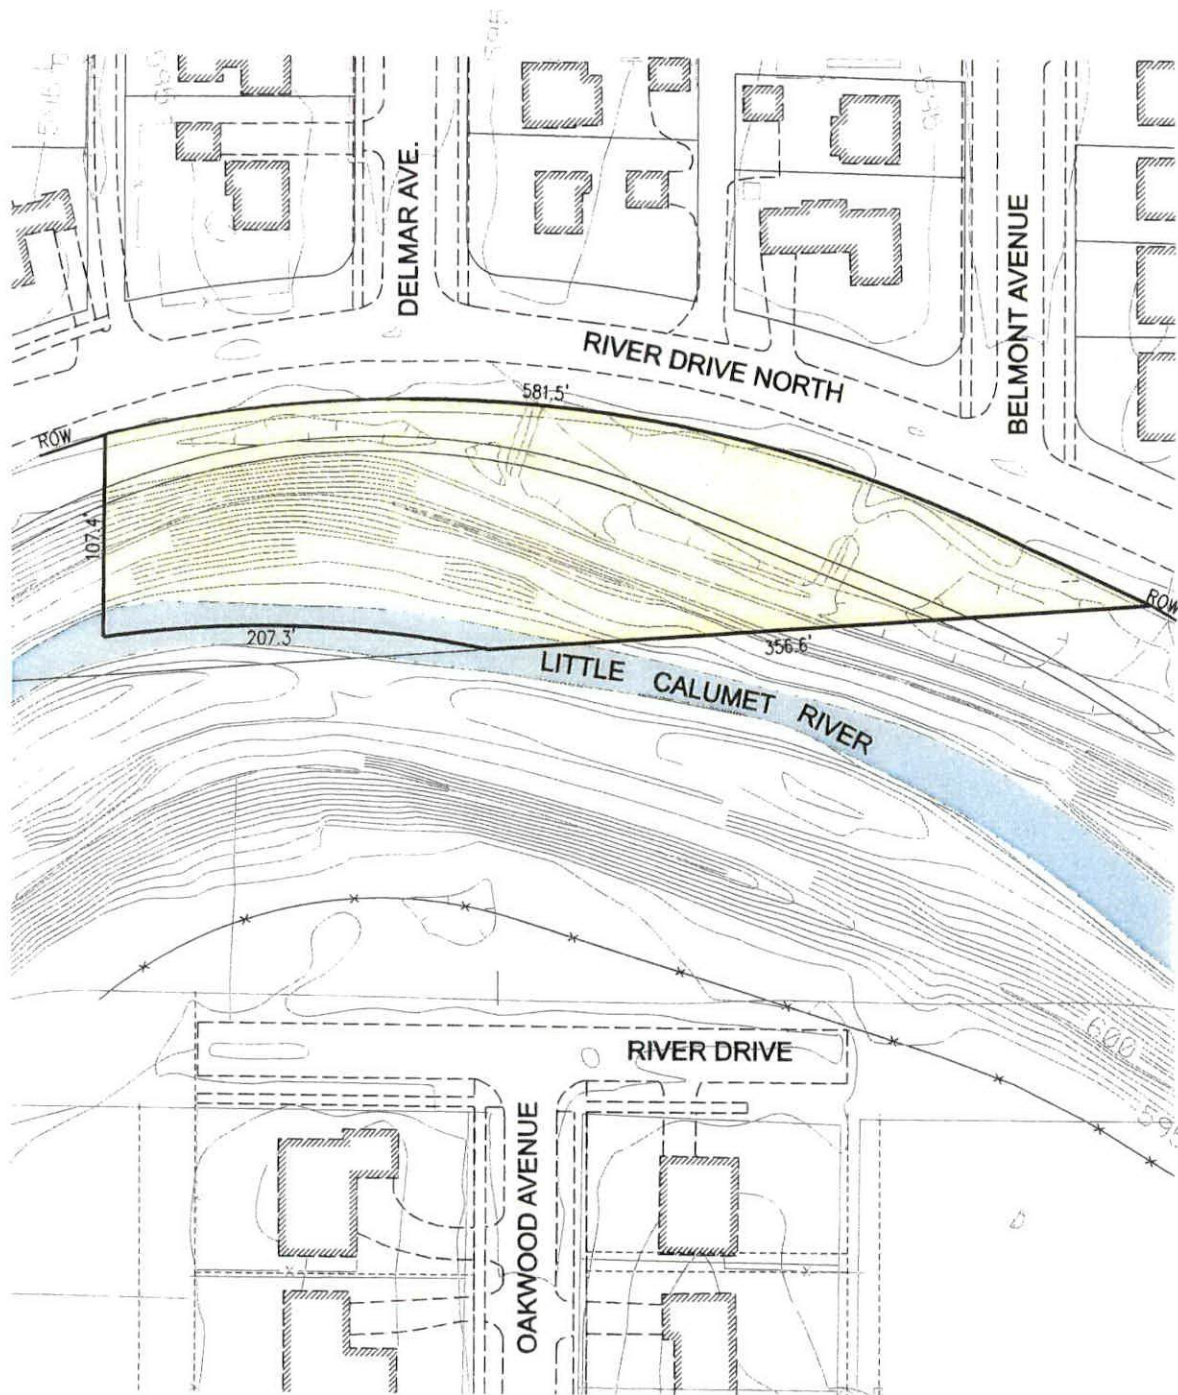 DELMAR AVE.
BELMONT AVENUE
RIVER DRIVE NORTH
581.5'
ROW
107.4'
ROW
207.3'
356.6'
LITTLE CALUMET RIVER
600
595
RIVER DRIVE
OAKWOOD AVENUE